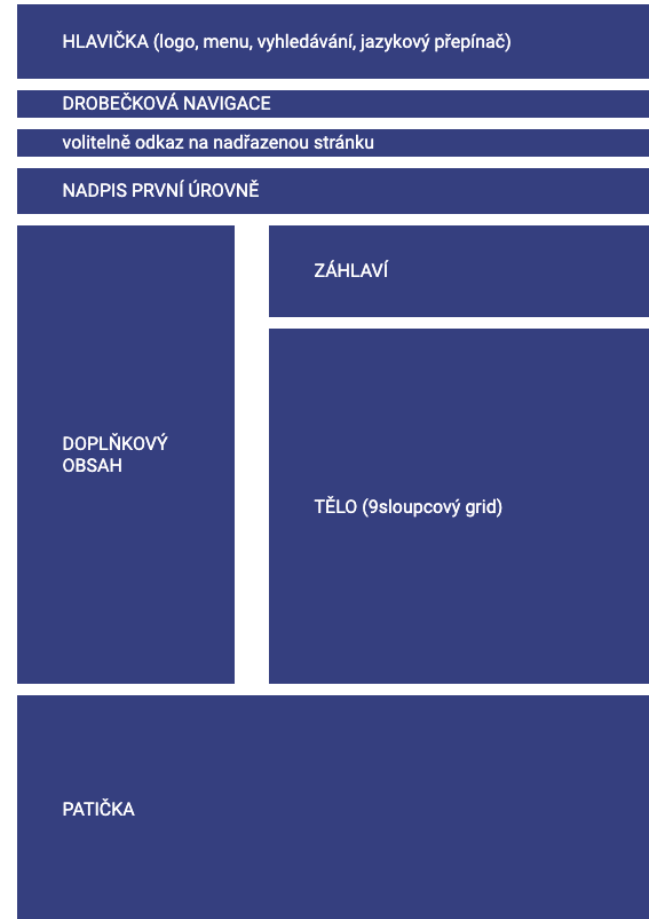 HLAVIČKA (logo, menu, vyhledávání, jazykový přepínač)
DROBEČKOVÁ NAVIGACE
volitelně odkaz na nadřazenou stránku
NADPIS PRVNÍ ÚROVNĚ
ZÁHLAVÍ
DOPLŇKOVÝ
OBSAH
TĚLO (9sloupcový grid)
PATIČKA